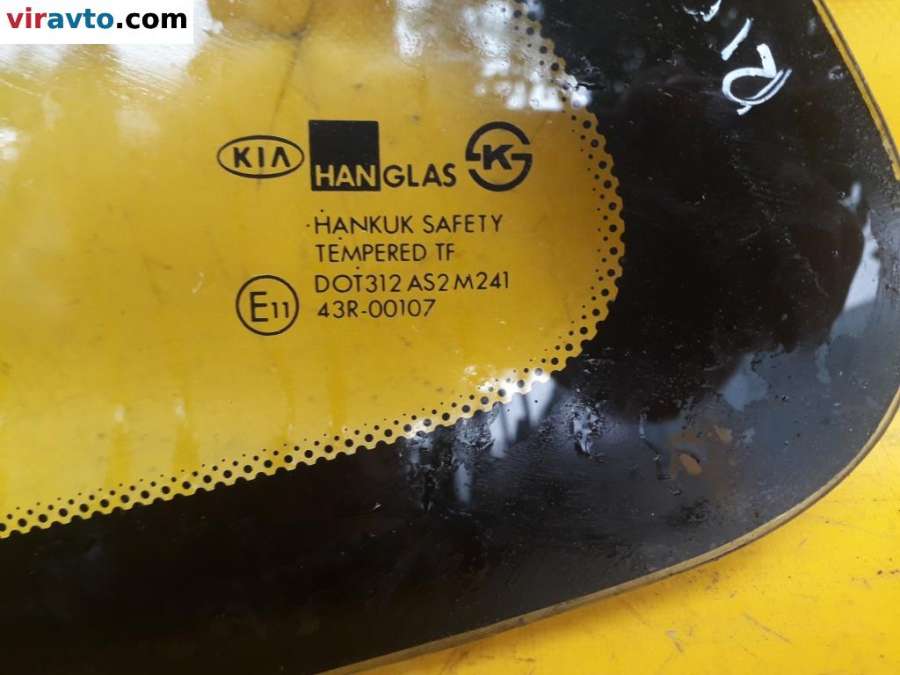 viravto.com
KIA HANGLAS K
HANKUK SAFETY
TEMPERED TF
DOT312 AS2 M241
E11 43R-00107